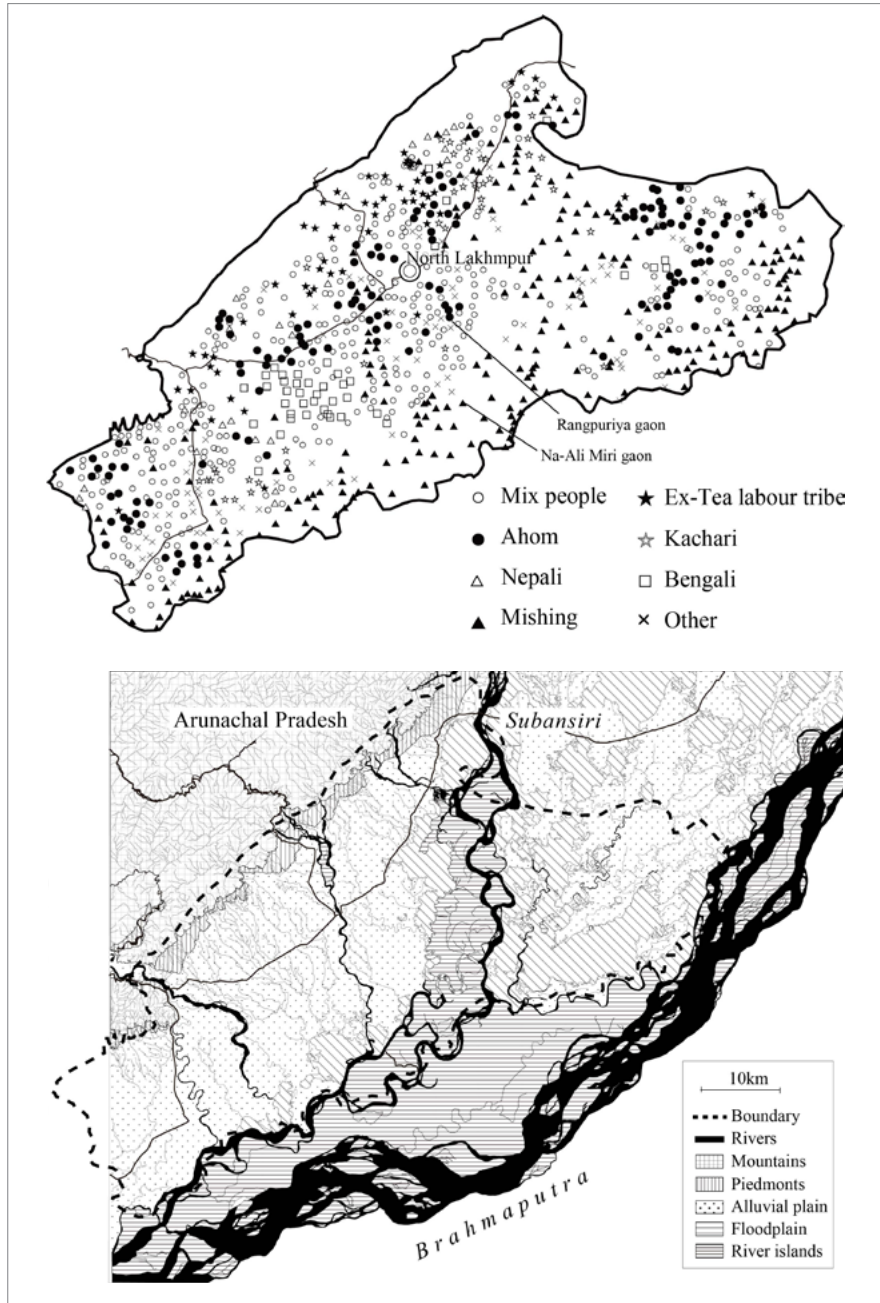 North Lakhmpur
Rangpuriya gaon
Na-Ali Miri gaon
Mix people
Ex-Tea labour tribe
Ahom
Kachari
Nepali
Bengali
Mishing
Other
Arunachal Pradesh
Subansiri
Brahmaputra
10km
Boundary
Rivers
Mountains
Piedmonts
Alluvial plain
Floodplain
River islands